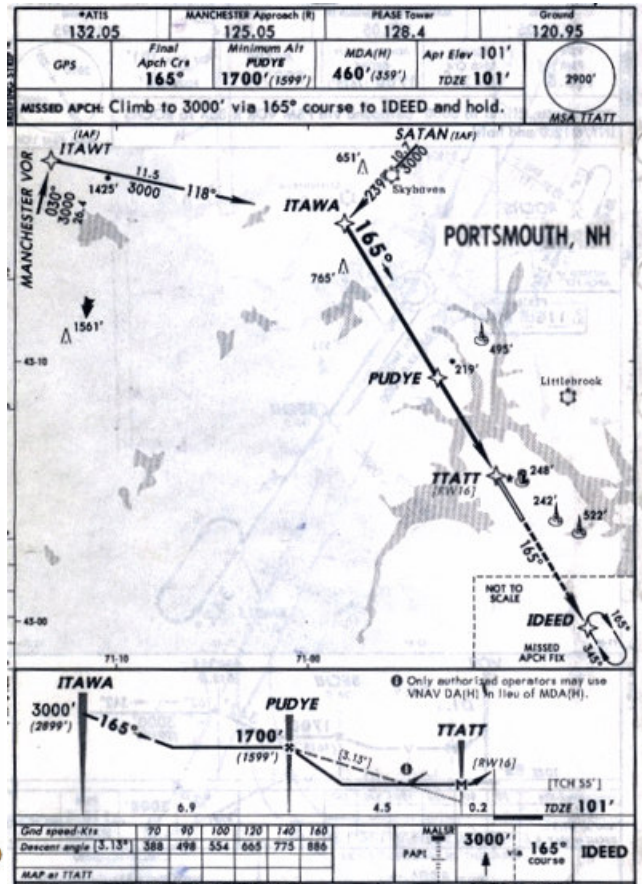 *ATIS MANCHESTER Approach (R) PEASE Tower Ground
132.05 125.05 128.4 120.95
GPS
Final Apch Crs 165°
Minimum Alt PUDYE 1700' (1599')
MDA(H) 460' (359')
Apt Elev 101'
TDZE 101'
2900'
MSA TTATT
MISSED APCH: Climb to 3000' via 165° course to IDEED and hold.
(IAF)
ITAWT
SATAN (IAF)
11.5
3000
118°
1425'
MANCHESTER VOR
030°
3000
26.4
651'
239°
10.7
3000
Skyhaven
ITAWA
165°
PORTSMOUTH, NH
765'
1561'
495'
43-10
219'
PUDYE
Littlebrook
TTATT
[RW16]
248'
242'
522'
165°
NOT TO SCALE
IDEED
165°
345°
MISSED APCH FIX
43-00
71-10
71-00
ITAWA
3000'
(2899')
165°
PUDYE
1700'
(1599')
[3.13°]
Only authorized operators may use
VNAV DA(H) in lieu of MDA(H).
TTATT
[RW16]
[TCH 55']
6.9 4.5 0.2 TDZE 101'
Gnd speed-Kts 70 90 100 120 140 160
Descent angle [3.13°] 388 498 554 665 775 886
MAP at TTATT
MALSR
PAPI
3000'
via 165° course
IDEED